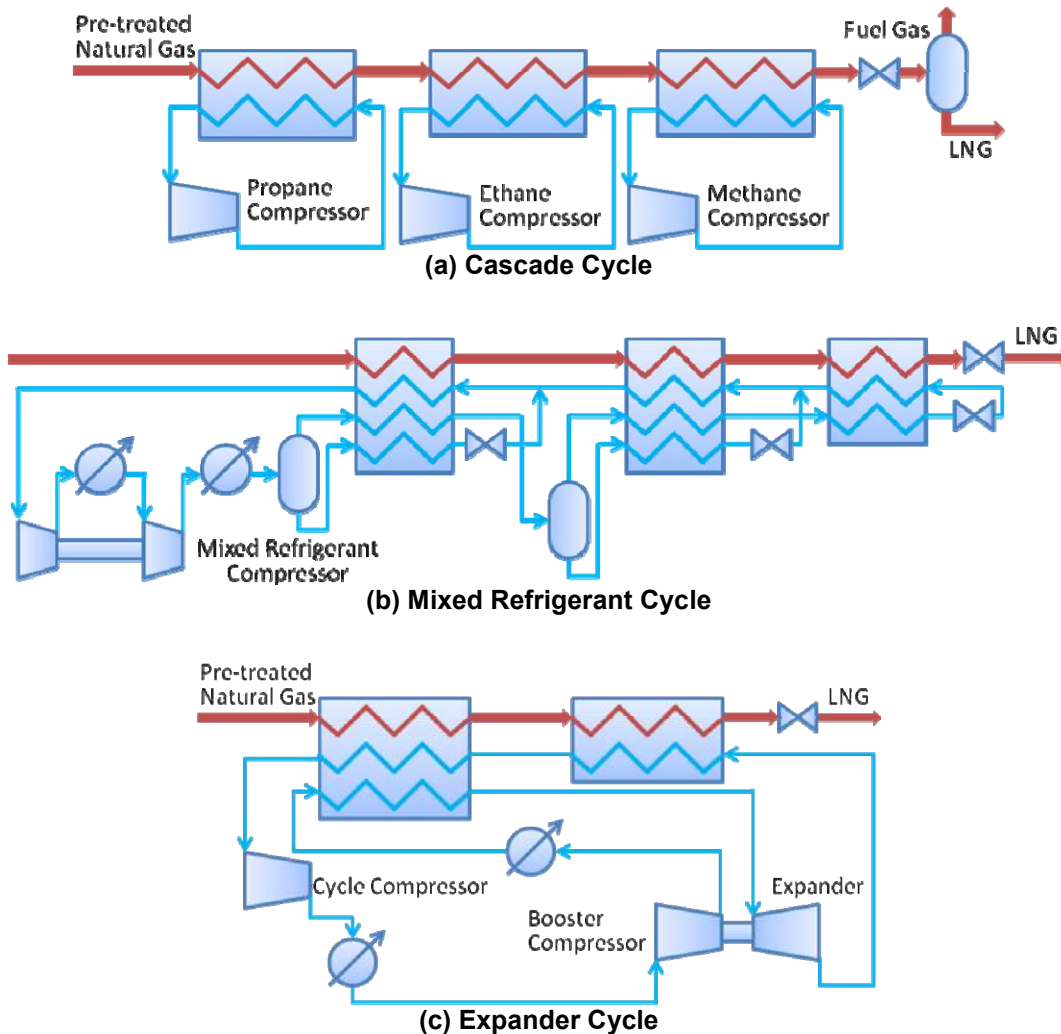 Pre-treated
Natural Gas
Fuel Gas
LNG
Propane
Compressor
Ethane
Compressor
Methane
Compressor
(a) Cascade Cycle
LNG
Mixed Refrigerant
Compressor
(b) Mixed Refrigerant Cycle
Pre-treated
Natural Gas
LNG
Cycle Compressor
Booster
Compressor
Expander
(c) Expander Cycle